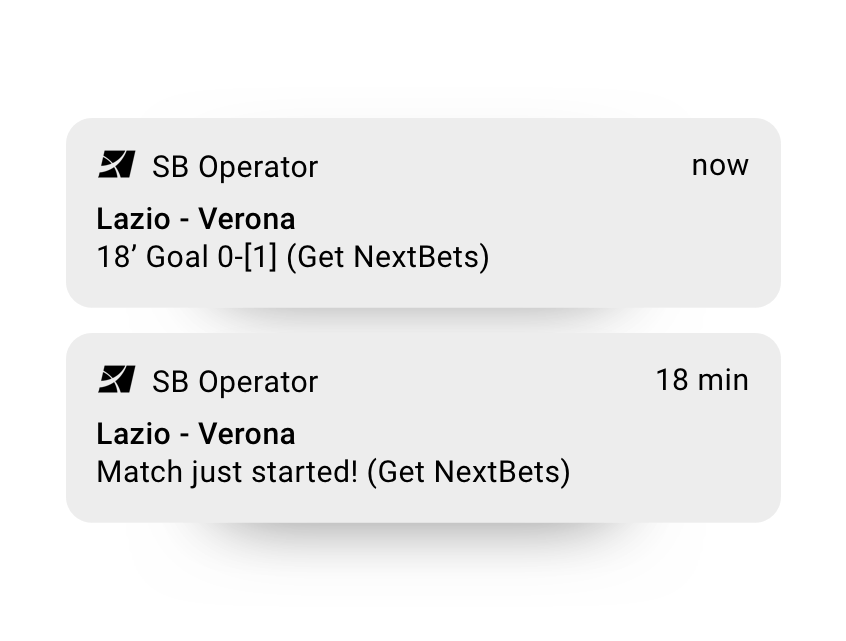 SB Operator
now
Lazio - Verona
18’ Goal 0-[1] (Get NextBets)
SB Operator
18 min
Lazio - Verona
Match just started! (Get NextBets)